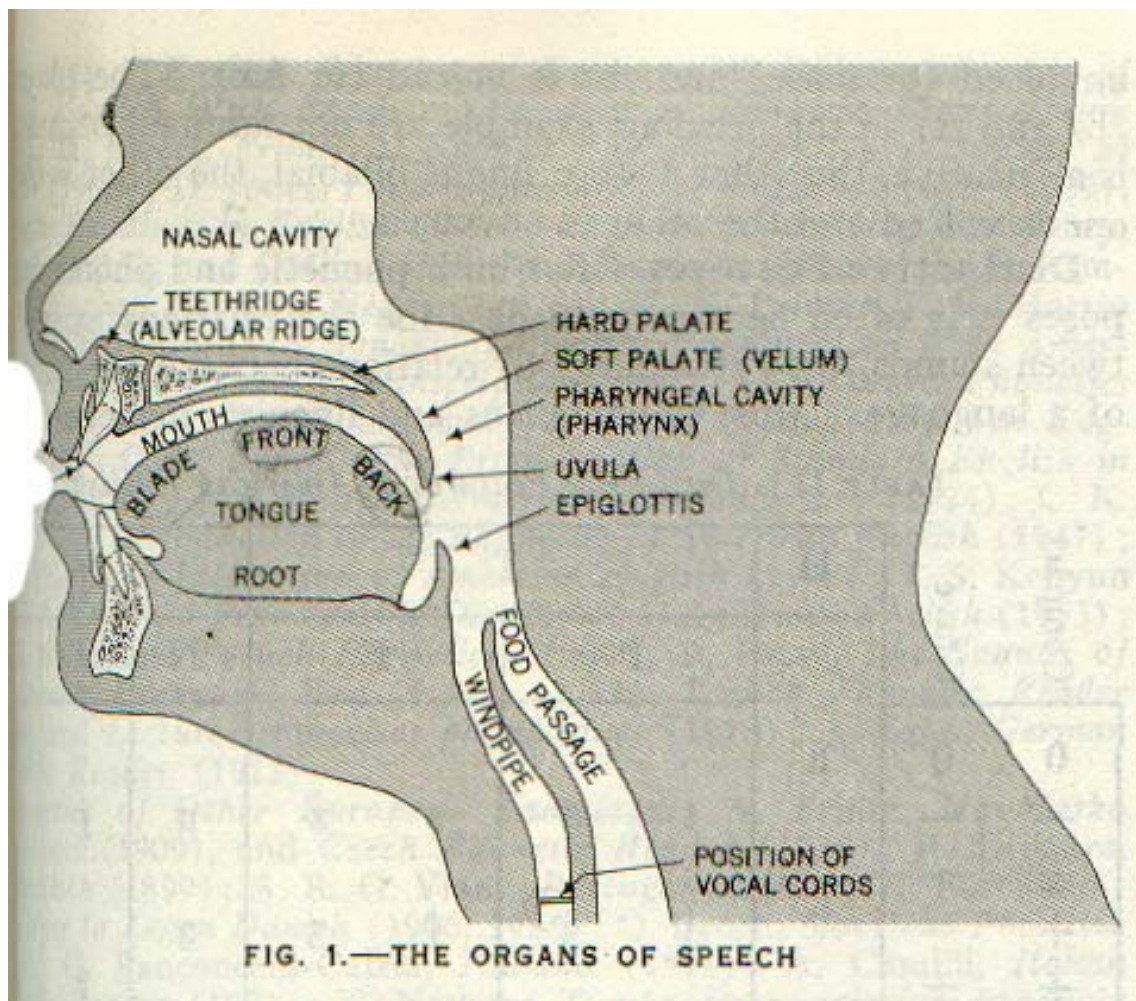 NASAL CAVITY
TEETHRIDGE
(ALVEOLAR RIDGE)
HARD PALATE
SOFT PALATE (VELUM)
PHARYNGEAL CAVITY
(PHARYNX)
UVULA
EPIGLOTTIS
MOUTH
FRONT
BLADE
BACK
TONGUE
ROOT
FOOD PASSAGE
WINDPIPE
POSITION OF
VOCAL CORDS
FIG. 1.—THE ORGANS OF SPEECH